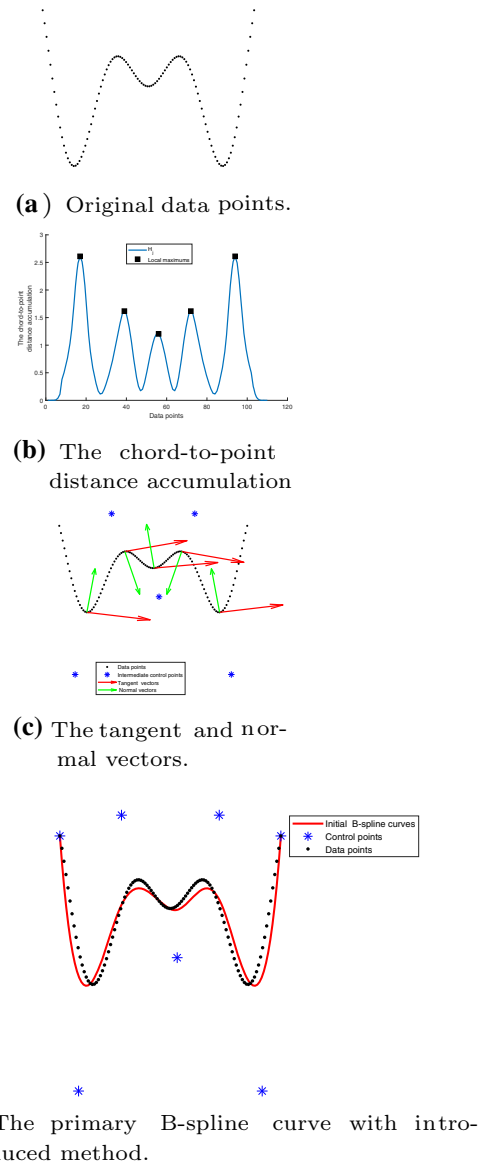 (a) Original data points.
3
2.5
2
1.5
1
0.5
0
The chord-to-point
distance accumulation
H_i
Local maximums
0 20 40 60 80 100 120
Data points
(b) The chord-to-point
distance accumulation
Data points
Intermediate control points
Tangent vectors
Normal vectors
(c) The tangent and nor-
mal vectors.
Initial B-spline curves
Control points
Data points
The primary B-spline curve with intro-
duced method.